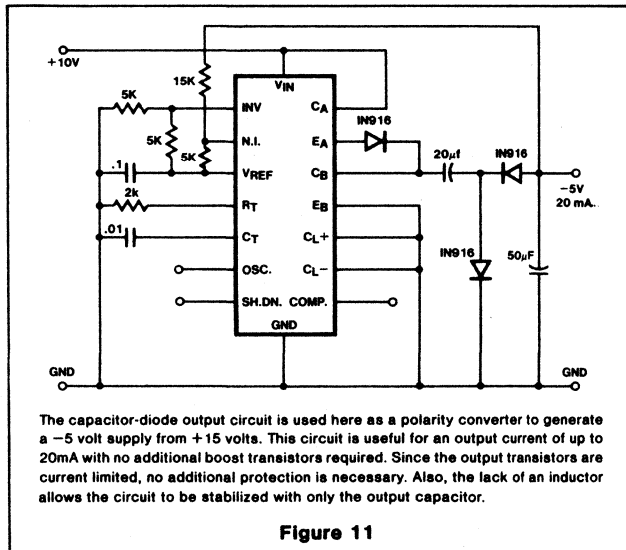 +10V
15K
VIN
5K
INV
CA
N.I.
EA
IN916
5K
5K
20µf
IN916
.1
VREF
CB
−5V
20 mA.
2k
RT
EB
.01
CT
CL+
IN916
50µF
OSC.
CL−
SH.DN.
COMP.
GND
GND
GND
The capacitor-diode output circuit is used here as a polarity converter to generate
a −5 volt supply from +15 volts. This circuit is useful for an output current of up to
20mA with no additional boost transistors required. Since the output transistors are
current limited, no additional protection is necessary. Also, the lack of an inductor
allows the circuit to be stabilized with only the output capacitor.
Figure 11